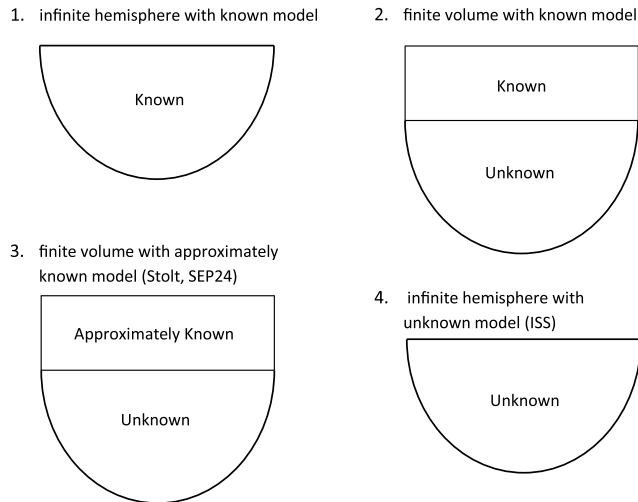 1. infinite hemisphere with known model
Known
2. finite volume with known model
Known
Unknown
3. finite volume with approximately
known model (Stolt, SEP24)
Approximately Known
Unknown
4. infinite hemisphere with
unknown model (ISS)
Unknown